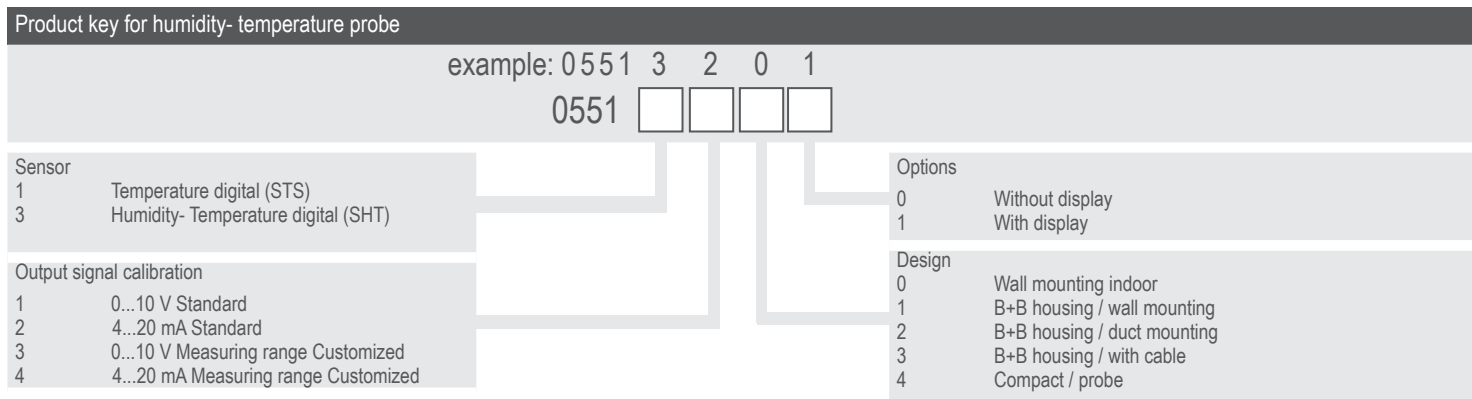 Product key for humidity- temperature probe
example: 0551 3 2 0 1
0551
Sensor
1 Temperature digital (STS)
3 Humidity- Temperature digital (SHT)
Output signal calibration
1 0...10 V Standard
2 4...20 mA Standard
3 0...10 V Measuring range Customized
4 4...20 mA Measuring range Customized
Options
0 Without display
1 With display
Design
0 Wall mounting indoor
1 B+B housing / wall mounting
2 B+B housing / duct mounting
3 B+B housing / with cable
4 Compact / probe